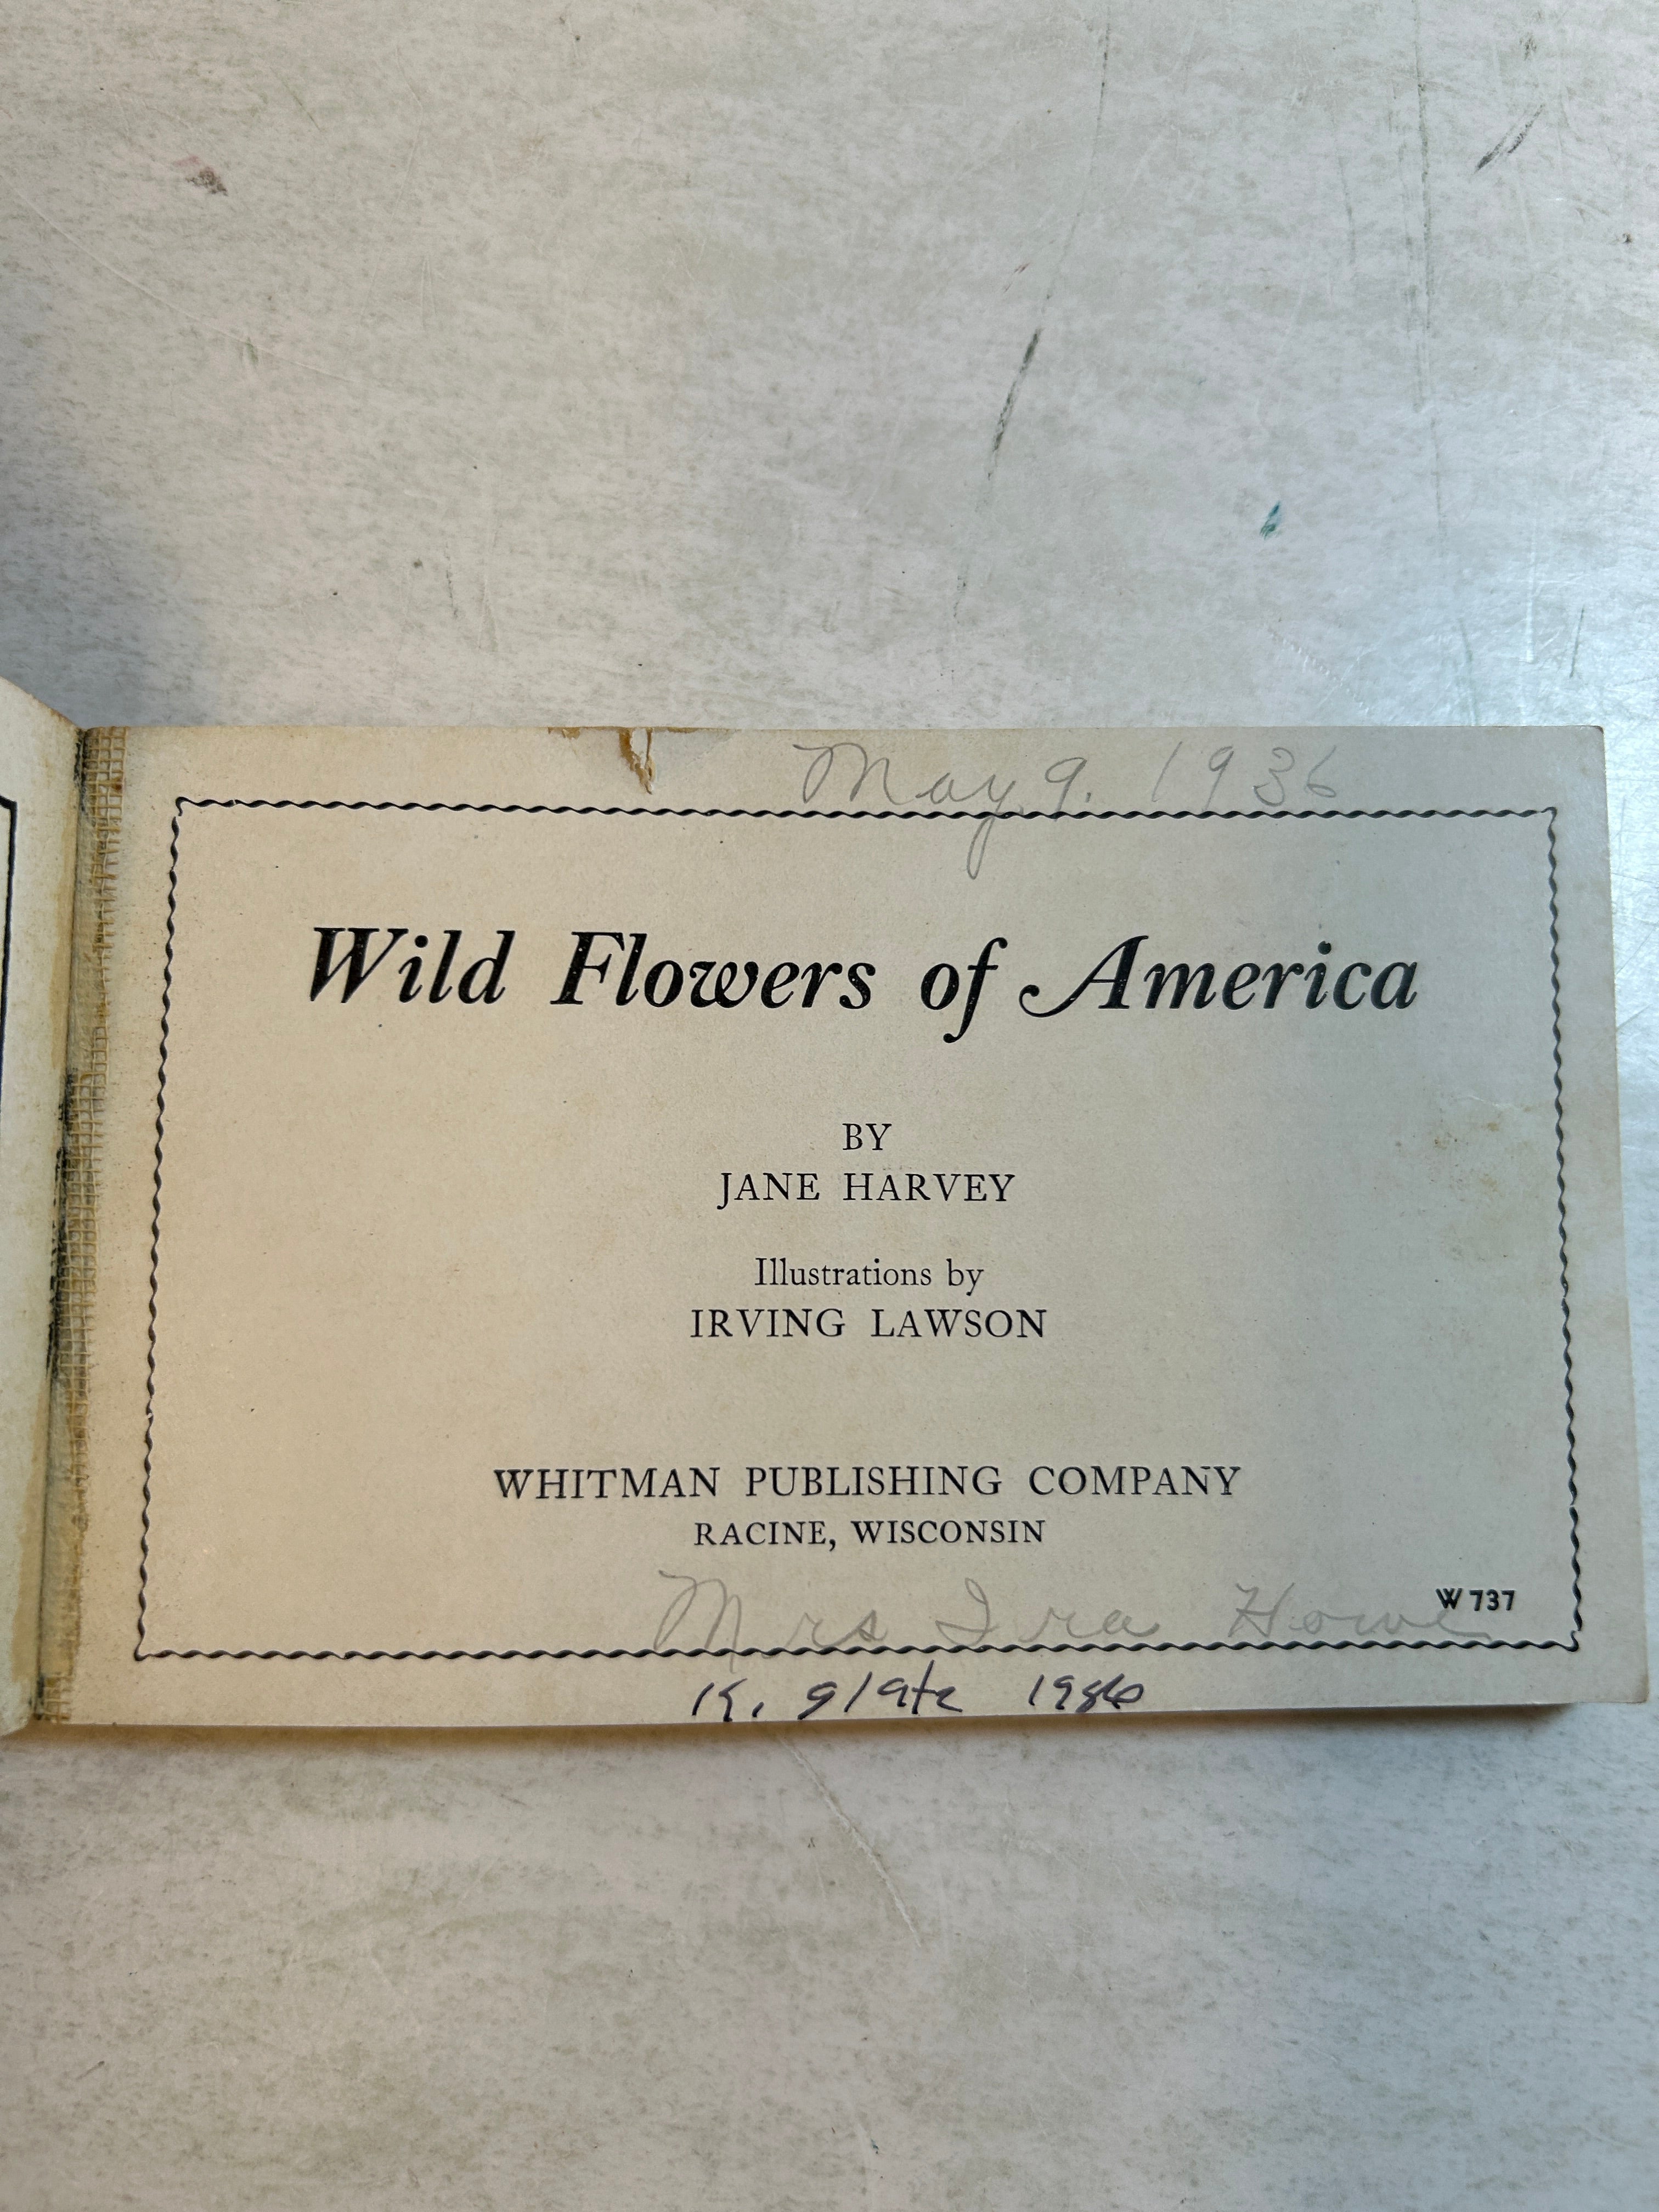 May 9. 1936
Wild Flowers of America
BY
JANE HARVEY
Illustrations by
IRVING LAWSON
WHITMAN PUBLISHING COMPANY
RACINE, WISCONSIN
W 737
Mrs Ira Howe
K. 1986